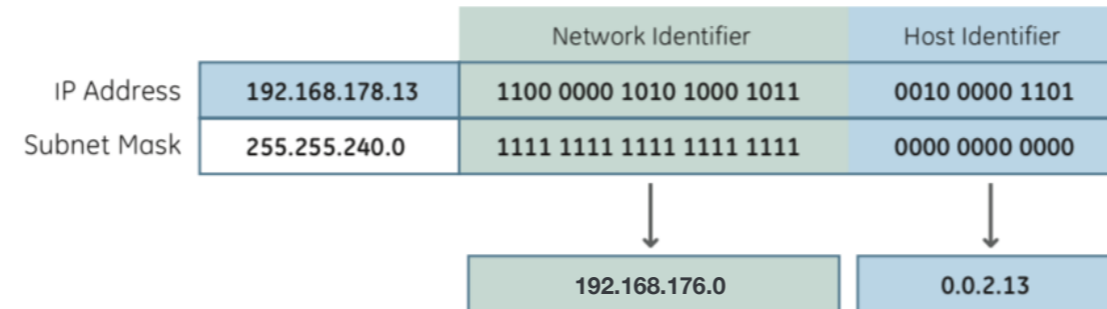 Network Identifier Host Identifier
IP Address 192.168.178.13 1100 0000 1010 1000 1011 0010 0000 1101
Subnet Mask 255.255.240.0 1111 1111 1111 1111 1111 0000 0000 0000
192.168.176.0 0.0.2.13